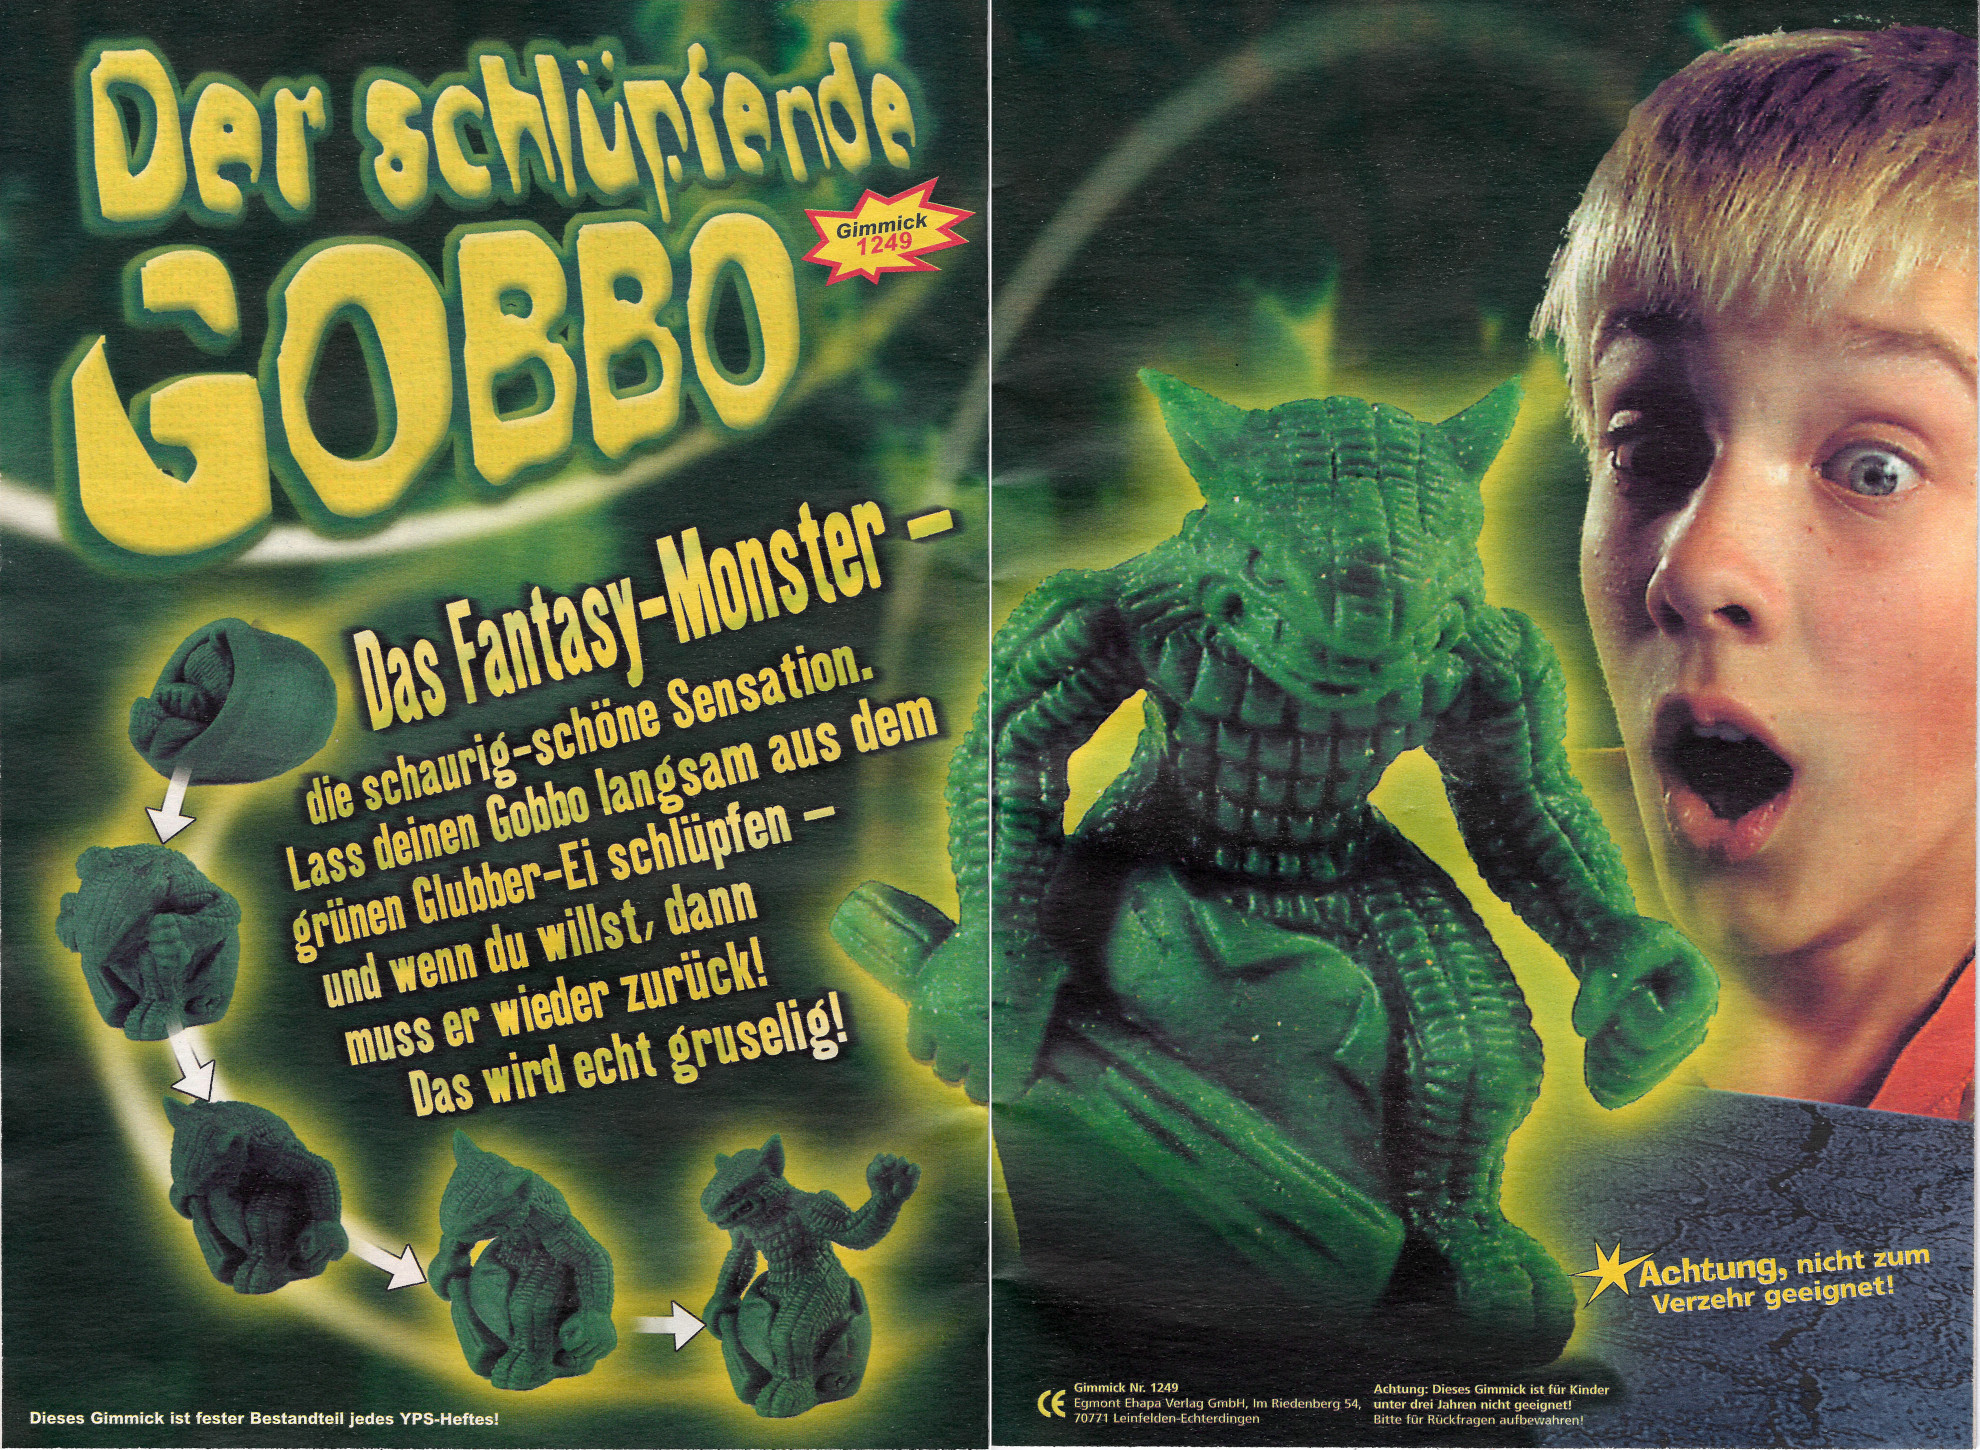 Der schlüpfende
GOBBO
Gimmick
1249
Das Fantasy-Monster –
die schaurig-schöne Sensation.
Lass deinen Gobbo langsam aus dem
grünen Glubber-Ei schlüpfen –
und wenn du willst, dann
muss er wieder zurück!
Das wird echt gruselig!
Dieses Gimmick ist fester Bestandteil jedes YPS-Heftes!
Achtung, nicht zum
Verzehr geeignet!
CE
Gimmick Nr. 1249
Egmont Ehapa Verlag GmbH, Im Riedenberg 54,
70771 Leinfelden-Echterdingen
Achtung: Dieses Gimmick ist für Kinder
unter drei Jahren nicht geeignet!
Bitte für Rückfragen aufbewahren!